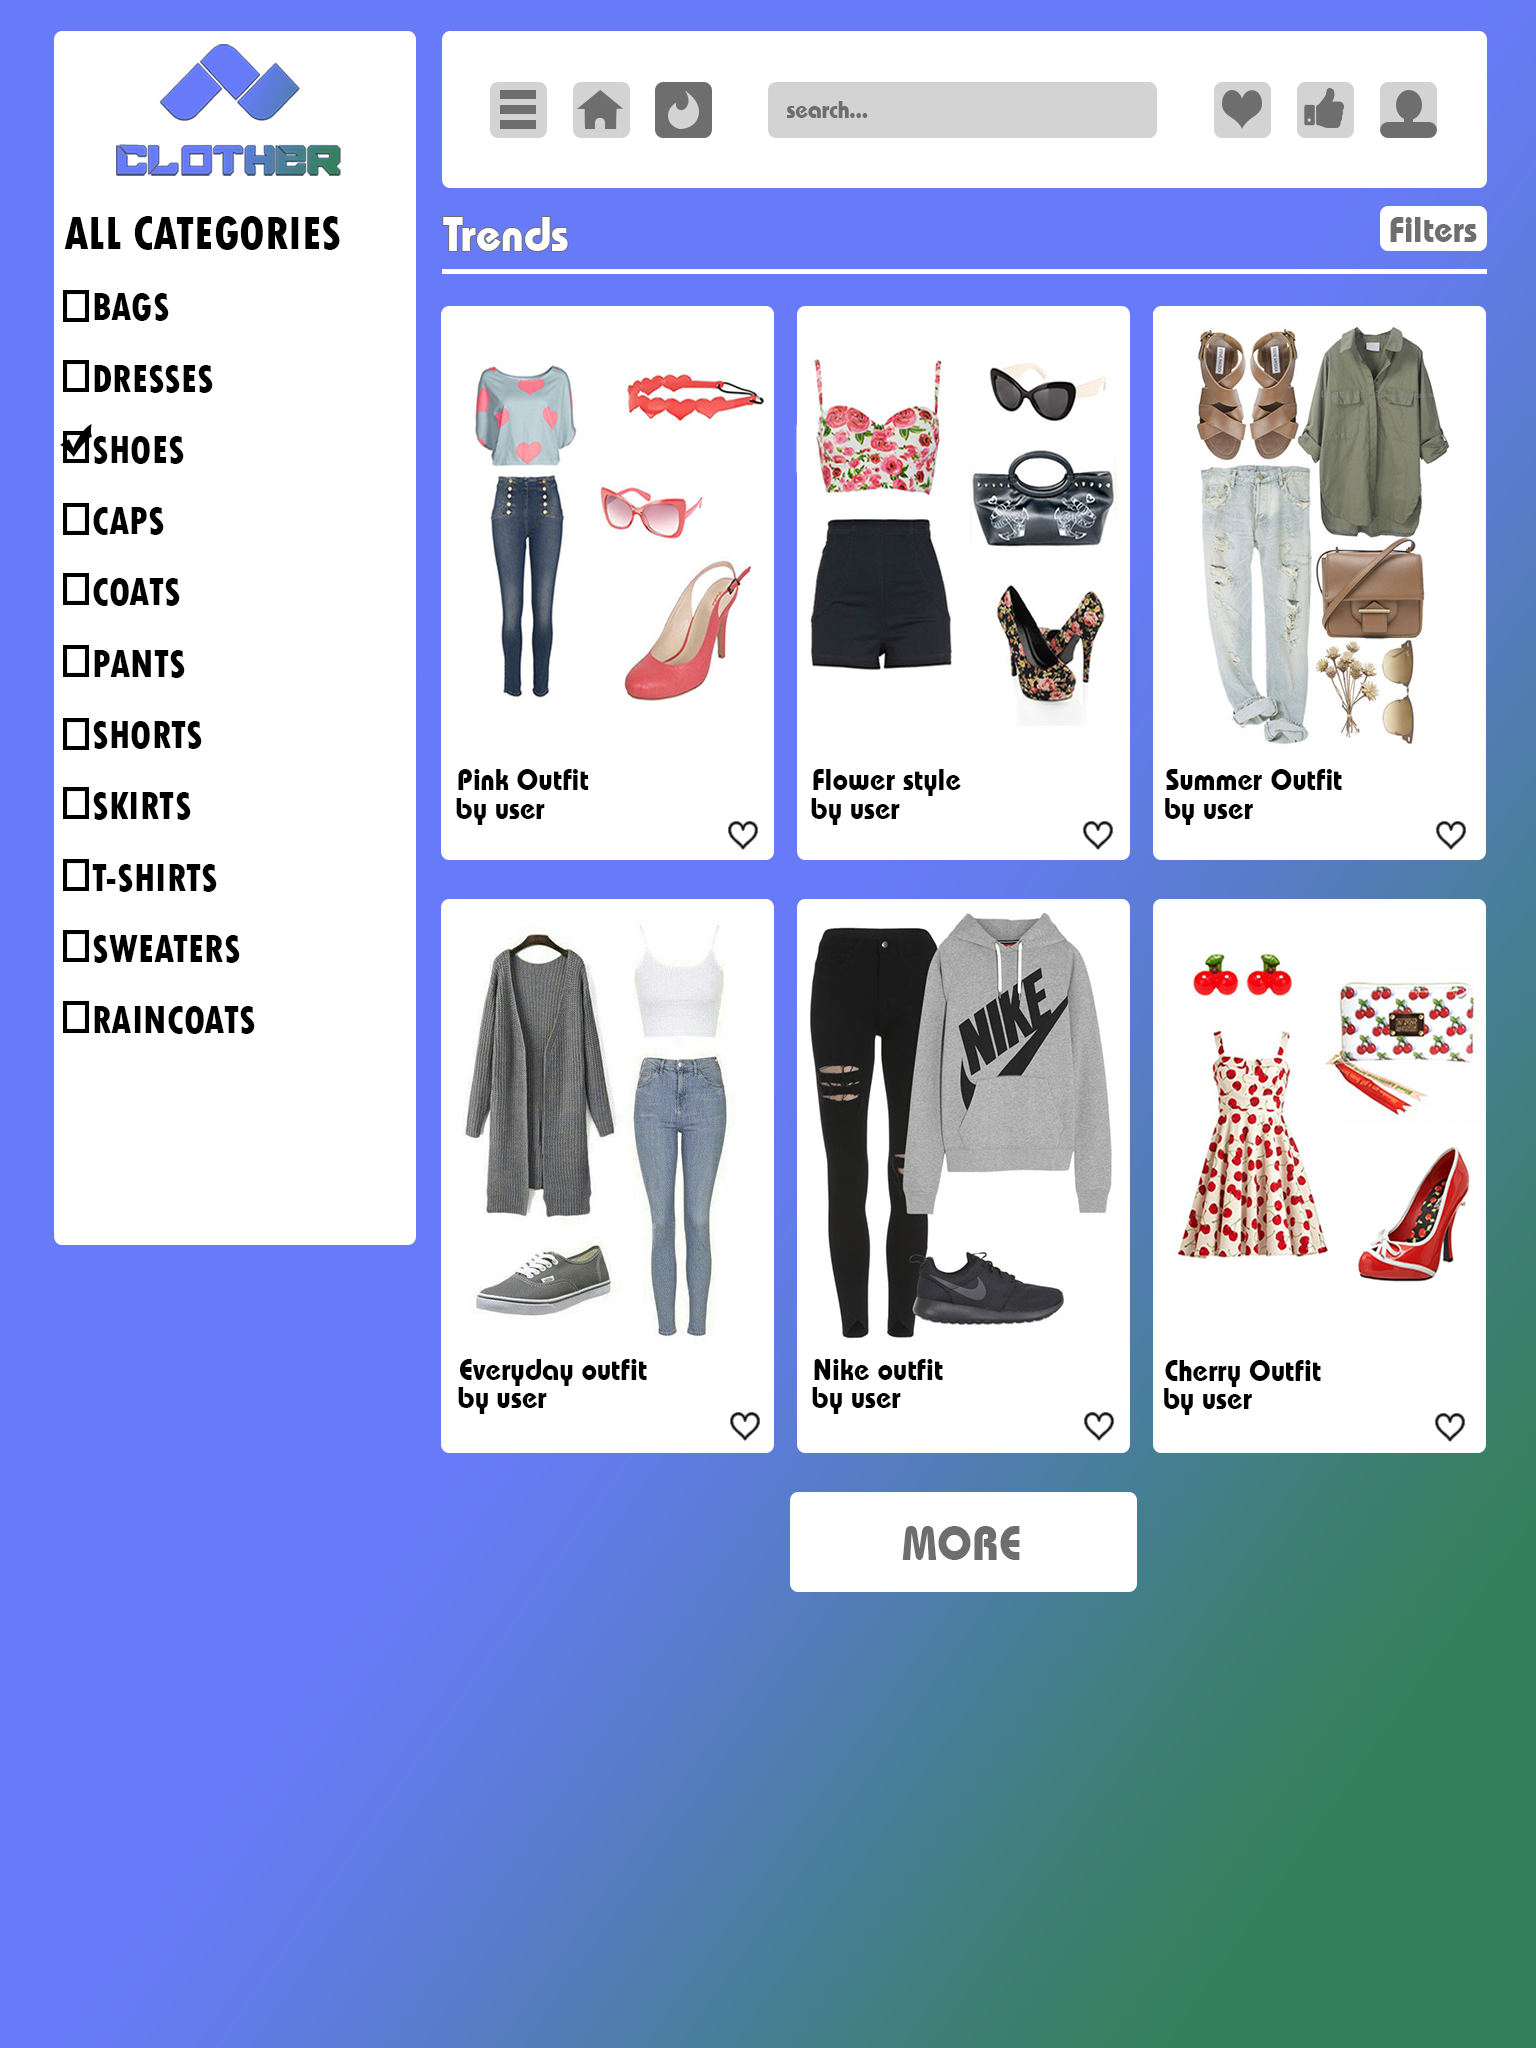 CLOTHER
ALL CATEGORIES
BAGS
DRESSES
SHOES
CAPS
COATS
PANTS
SHORTS
SKIRTS
T-SHIRTS
SWEATERS
RAINCOATS
search...
Trends
Filters
Pink Outfit
by user
Flower style
by user
Summer Outfit
by user
NIKE
Everyday outfit
by user
Nike outfit
by user
Cherry Outfit
by user
MORE